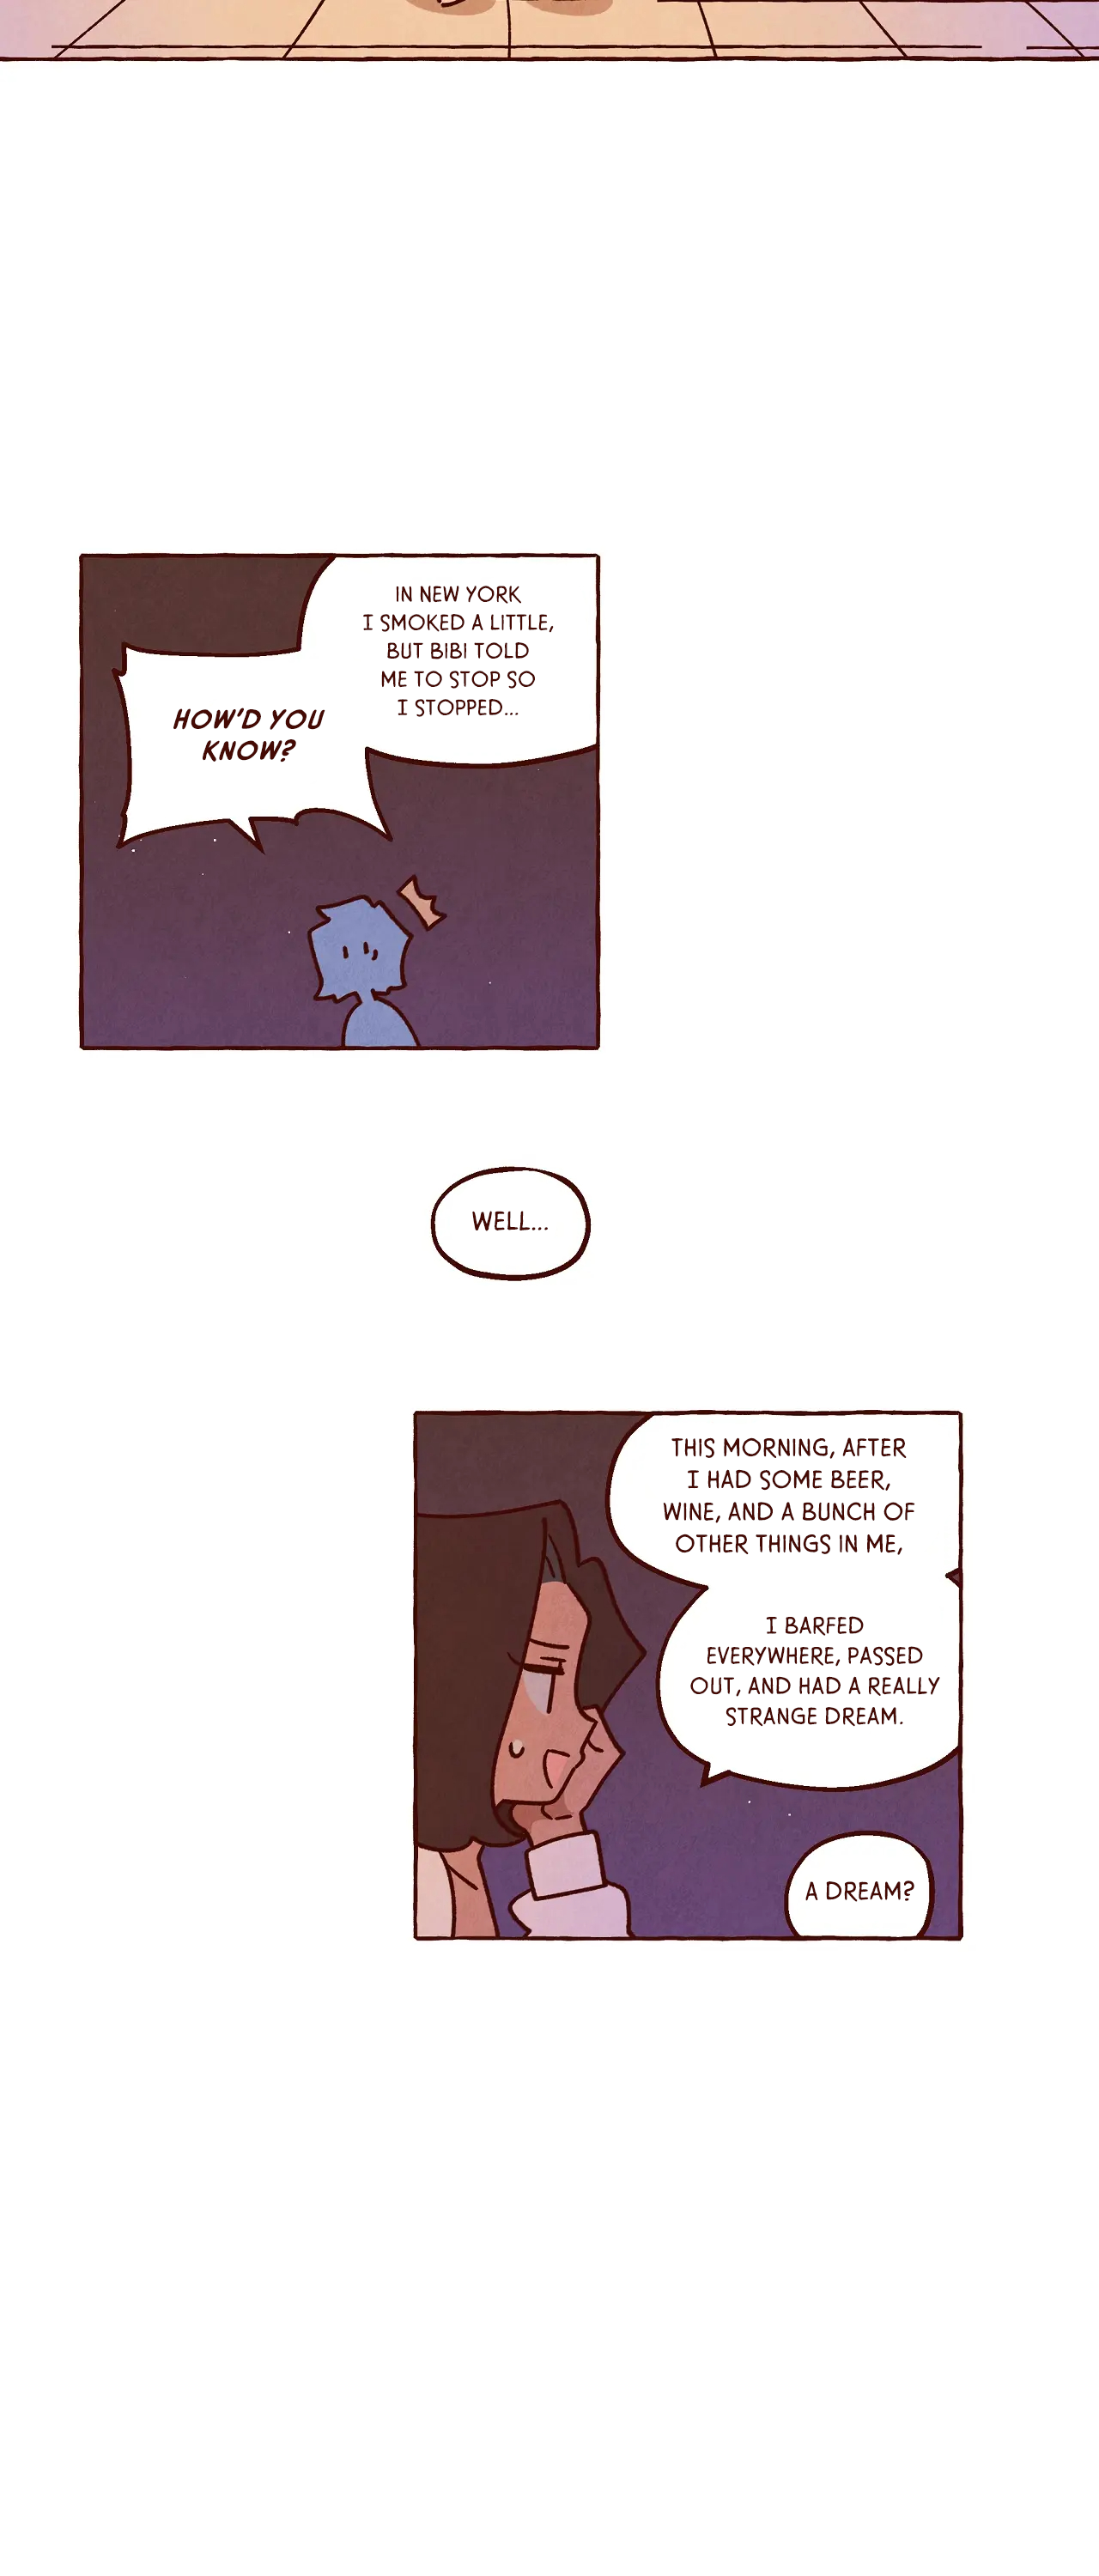 IN NEW YORK
I SMOKED A LITTLE,
BUT BIBI TOLD
ME TO STOP SO
I STOPPED...
HOW'D YOU
KNOW?
WELL...
THIS MORNING, AFTER
I HAD SOME BEER,
WINE, AND A BUNCH OF
OTHER THINGS IN ME,
I BARFED
EVERYWHERE, PASSED
OUT, AND HAD A REALLY
STRANGE DREAM.
A DREAM?